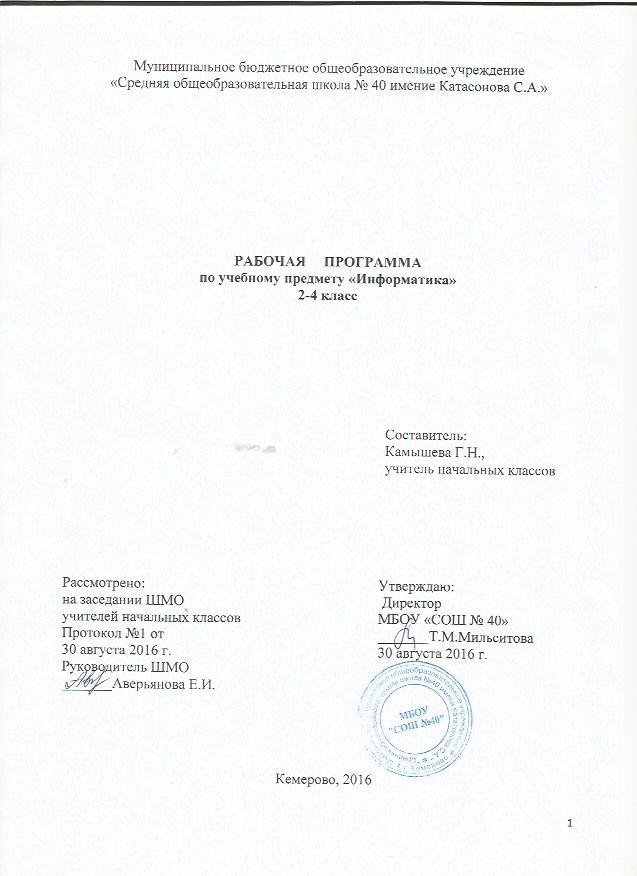 Муниципальное бюджетное общеобразовательное учреждение
«Средняя общеобразовательная школа № 40 имение Катасонова С.А.»
РАБОЧАЯ ПРОГРАММА
по учебному предмету «Информатика»
2-4 класс
Составитель:
Камышева Г.Н.,
учитель начальных классов
Рассмотрено:
на заседании ШМО
учителей начальных классов
Протокол №1 от
30 августа 2016 г.
Руководитель ШМО
Аверьянова Е.И.
Утверждаю:
Директор
МБОУ «СОШ № 40»
Т.М.Мильситова
30 августа 2016 г.
МБОУ
"СОШ №40"
Кемерово, 2016
1